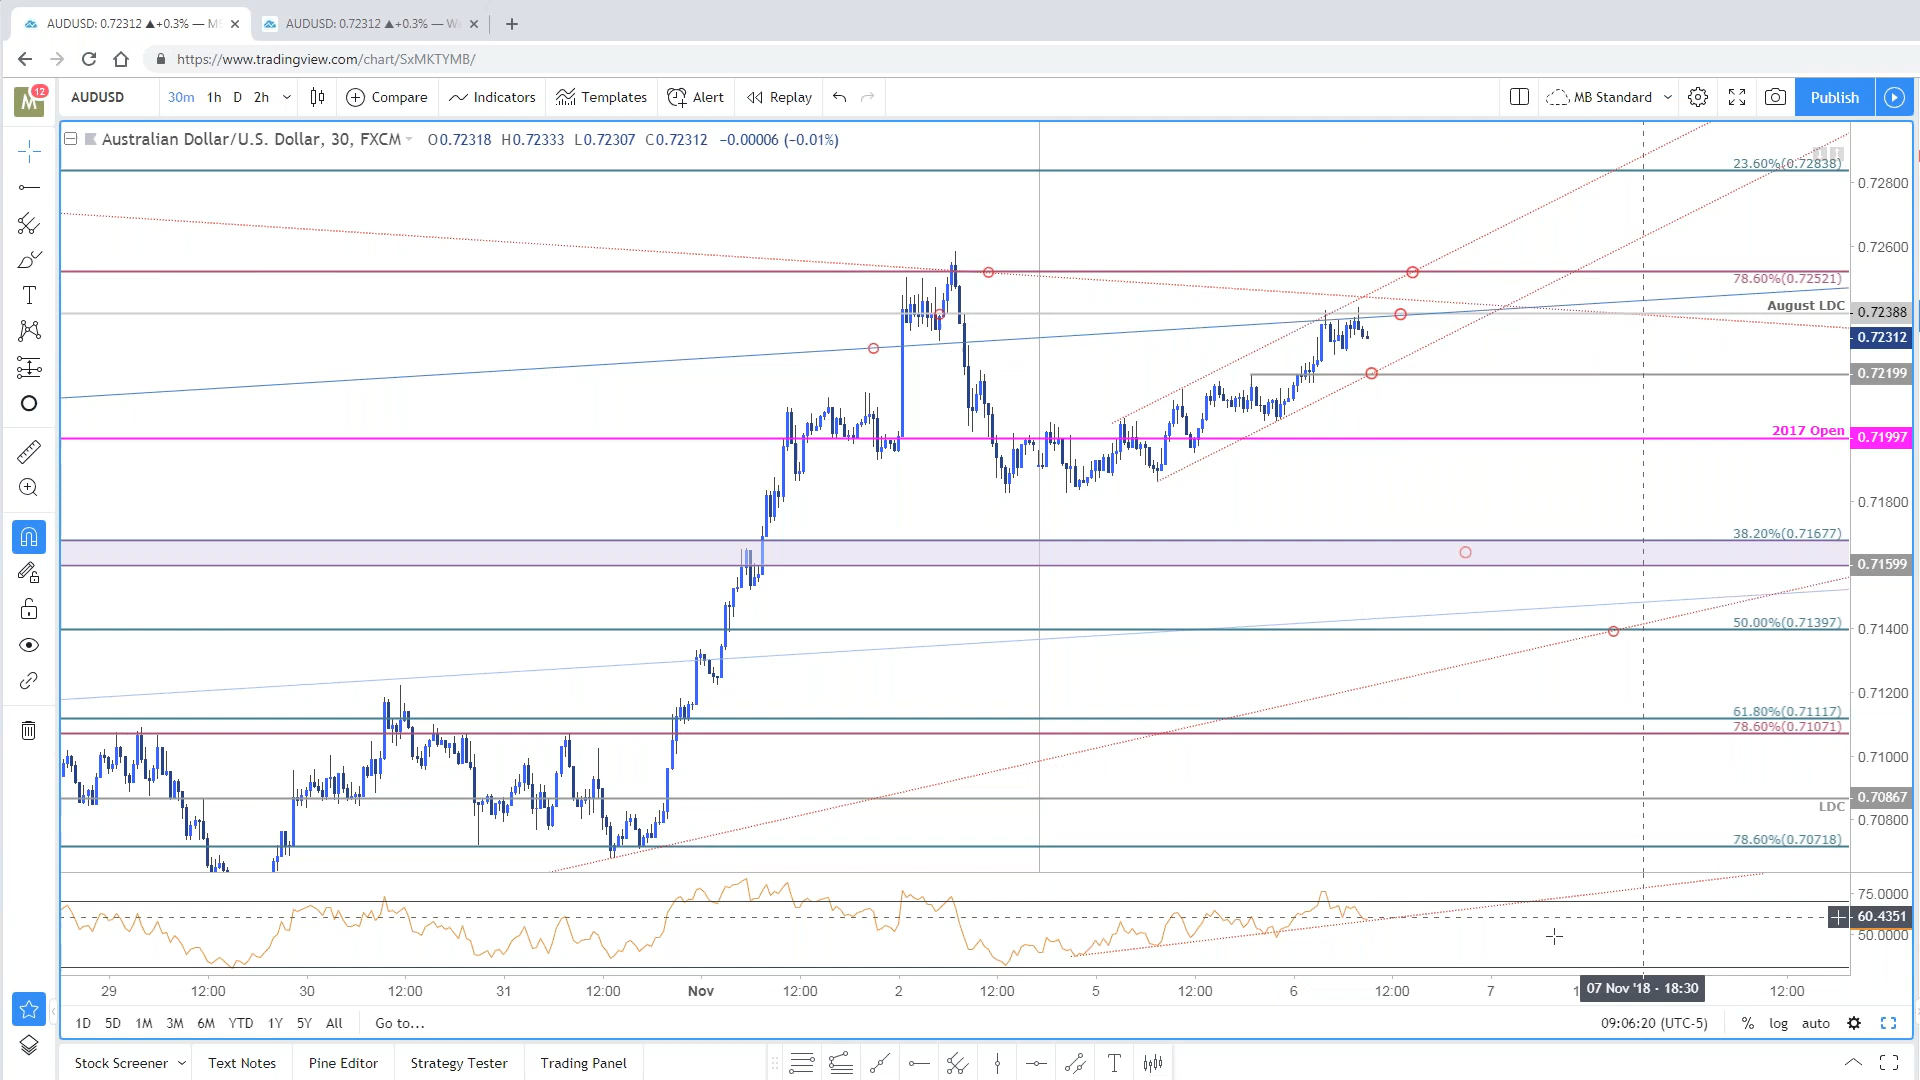 AUDUSD: 0.72312 ▲+0.3% — M
AUDUSD: 0.72312 ▲+0.3% — W
https://www.tradingview.com/chart/SxMKTYMB/
M 12
AUDUSD 30m 1h D 2h Compare Indicators Templates Alert Replay MB Standard Publish
Australian Dollar/U.S. Dollar, 30, FXCM O0.72318 H0.72333 L0.72307 C0.72312 −0.00006 (−0.01%)
23.60%(0.72838)
0.72800
0.72600
78.60%(0.72521)
August LDC
0.72388
0.72312
0.72199
2017 Open
0.71997
0.71800
38.20%(0.71677)
0.71599
50.00%(0.71397)
0.71400
0.71200
61.80%(0.71117)
78.60%(0.71071)
0.71000
0.70867
LDC
0.70800
78.60%(0.70718)
75.0000
60.4351
50.0000
29 12:00 30 12:00 31 12:00 Nov 12:00 2 12:00 5 12:00 6 12:00 7 07 Nov '18 - 18:30 12:00
1D 5D 1M 3M 6M YTD 1Y 5Y All Go to... 09:06:20 (UTC-5) % log auto
Stock Screener Text Notes Pine Editor Strategy Tester Trading Panel